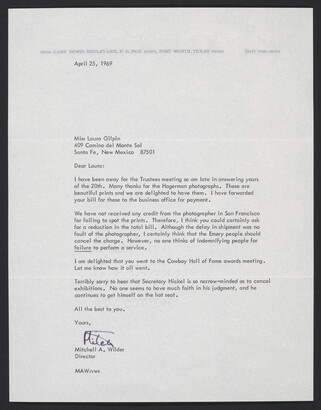 April 25, 1969
Miss Laura Gilpin
409 Camino del Monte Sol
Santa Fe, New Mexico 87501
Dear Laura:
I have been away for the Trustees meeting so am late in answering yours
of the 20th. Many thanks for the Hagerman photographs. These are
beautiful prints and we are delighted to have them. I have forwarded
your bill for these to the business office for payment.
We have not received any credit from the photographer in San Francisco
for failing to spot the prints. Therefore, I think you could certainly ask
for a reduction in the total bill. Although the delay in shipment was no
fault of the photographer, I certainly think that the Emery people should
cancel the charge. However, no one thinks of indemnifying people for
failure to perform a service.
I am delighted that you went to the Cowboy Hall of Fame awards meeting.
Let me know how it all went.
Terribly sorry to hear that Secretary Hickel is so narrow-minded as to cancel
exhibitions. No one seems to have much faith in his judgment, and he
continues to get himself on the hot seat.
All the best to you.
Yours,
Mitch
Mitchell A. Wilder
Director